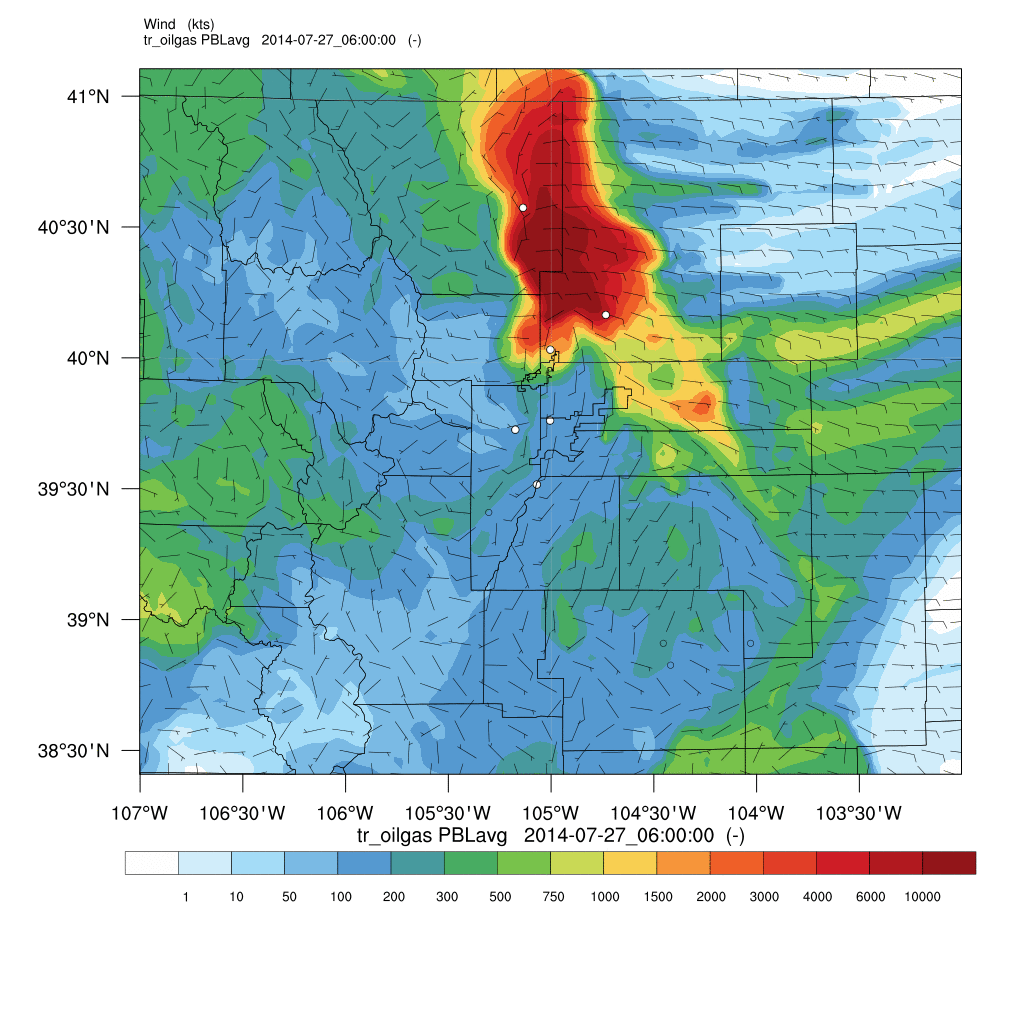 Wind (kts)
tr_oilgas PBLavg 2014-07-27_06:00:00 (-)
41°N
40°30'N
40°N
39°30'N
39°N
38°30'N
107°W 106°30'W 106°W 105°30'W 105°W 104°30'W 104°W 103°30'W
tr_oilgas PBLavg 2014-07-27_06:00:00 (-)
1 10 50 100 200 300 500 750 1000 1500 2000 3000 4000 6000 10000